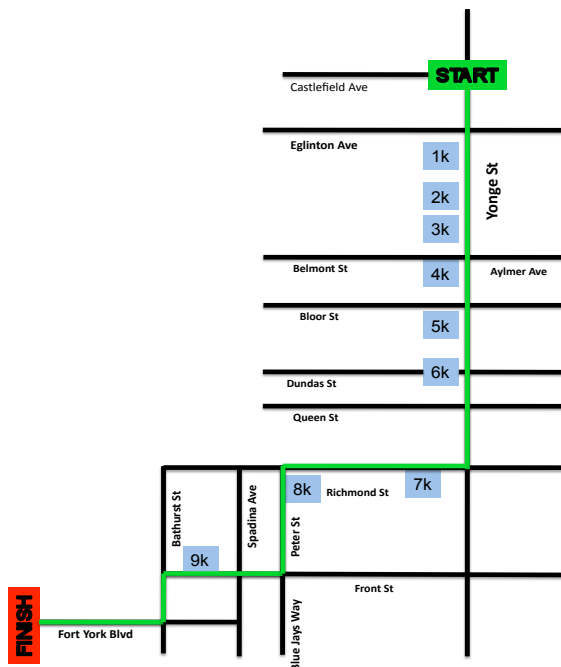 START
Castlefield Ave
Eglinton Ave
1k
Yonge St
2k
3k
Belmont St
4k
Aylmer Ave
Bloor St
5k
6k
Dundas St
Queen St
Bathurst St
Spadina Ave
8k
Peter St
Richmond St
7k
9k
Front St
FINISH
Fort York Blvd
Blue Jays Way